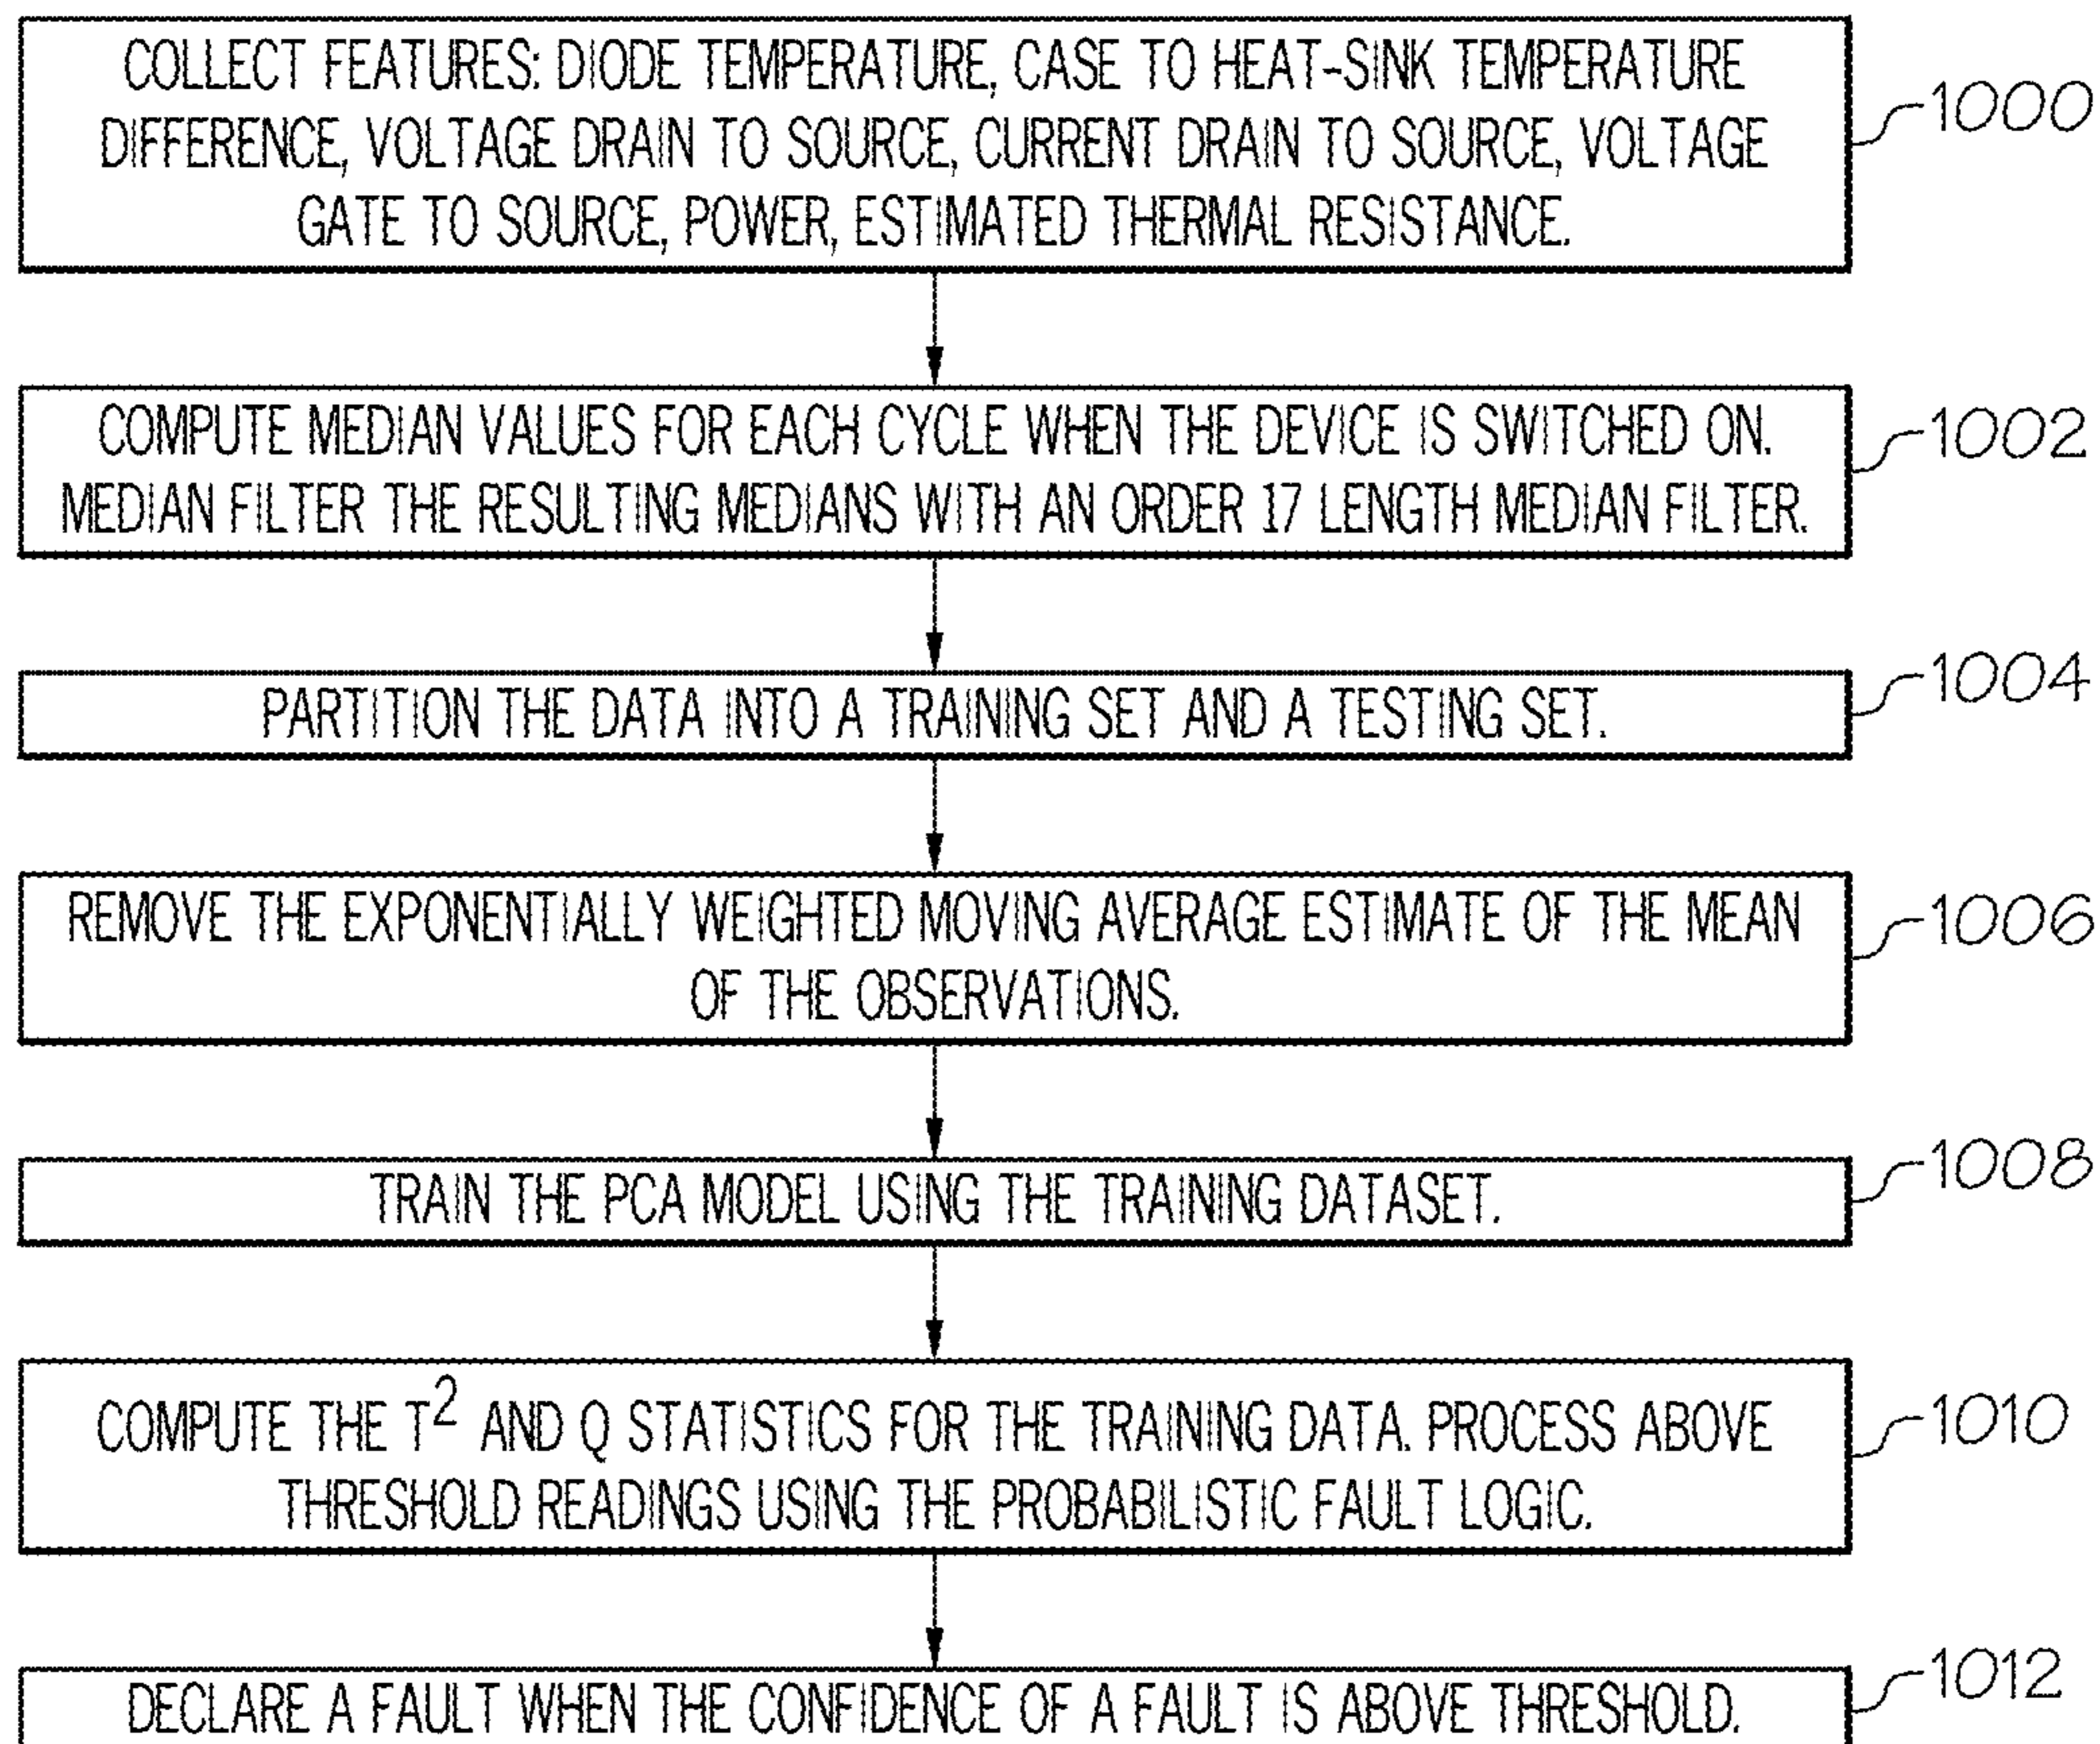 COLLECT FEATURES: DIODE TEMPERATURE, CASE TO HEAT-SINK TEMPERATURE
DIFFERENCE, VOLTAGE DRAIN TO SOURCE, CURRENT DRAIN TO SOURCE, VOLTAGE
GATE TO SOURCE, POWER, ESTIMATED THERMAL RESISTANCE.
1000
COMPUTE MEDIAN VALUES FOR EACH CYCLE WHEN THE DEVICE IS SWITCHED ON.
MEDIAN FILTER THE RESULTING MEDIANS WITH AN ORDER 17 LENGTH MEDIAN FILTER.
1002
PARTITION THE DATA INTO A TRAINING SET AND A TESTING SET.
1004
REMOVE THE EXPONENTIALLY WEIGHTED MOVING AVERAGE ESTIMATE OF THE MEAN
OF THE OBSERVATIONS.
1006
TRAIN THE PCA MODEL USING THE TRAINING DATASET.
1008
COMPUTE THE T² AND Q STATISTICS FOR THE TRAINING DATA. PROCESS ABOVE
THRESHOLD READINGS USING THE PROBABILISTIC FAULT LOGIC.
1010
DECLARE A FAULT WHEN THE CONFIDENCE OF A FAULT IS ABOVE THRESHOLD.
1012